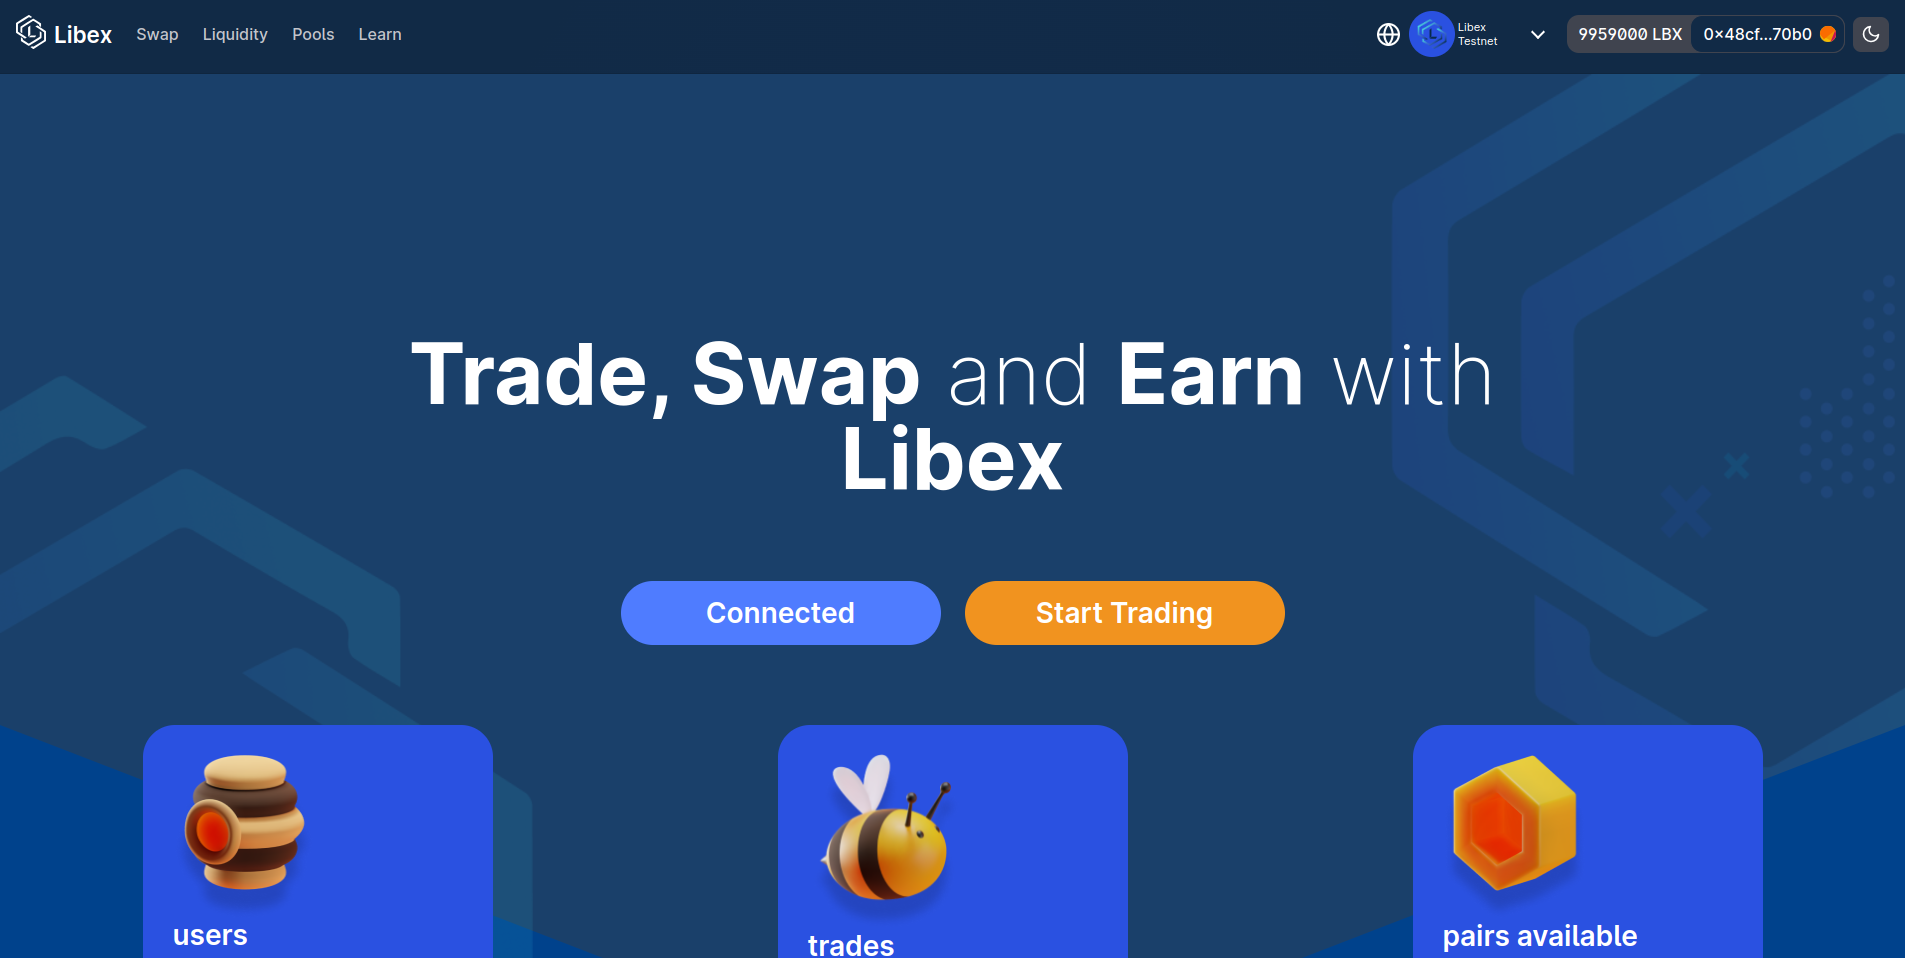 Libex Swap Liquidity Pools Learn
Libex
Testnet
9959000 LBX 0x48cf...70b0
Trade, Swap and Earn with
Libex
Connected Start Trading
users
trades
pairs available